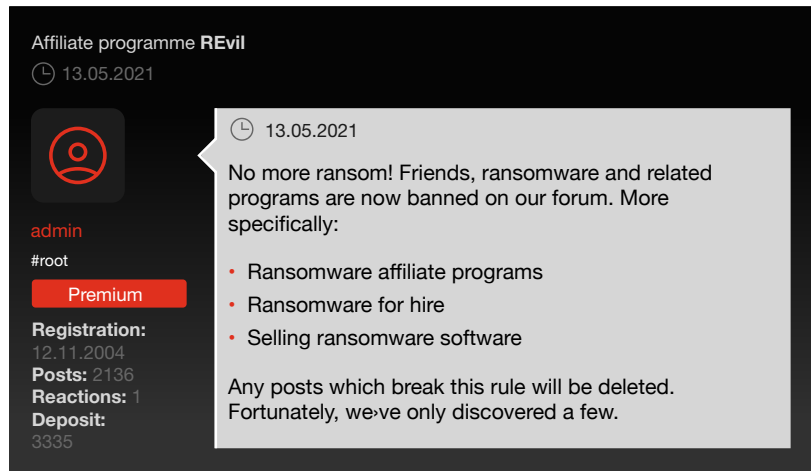 Affiliate programme REvil
13.05.2021
admin
#root
Premium
Registration:
12.11.2004
Posts: 2136
Reactions: 1
Deposit:
3335
13.05.2021
No more ransom! Friends, ransomware and related
programs are now banned on our forum. More
specifically:
• Ransomware affiliate programs
• Ransomware for hire
• Selling ransomware software
Any posts which break this rule will be deleted.
Fortunately, we›ve only discovered a few.